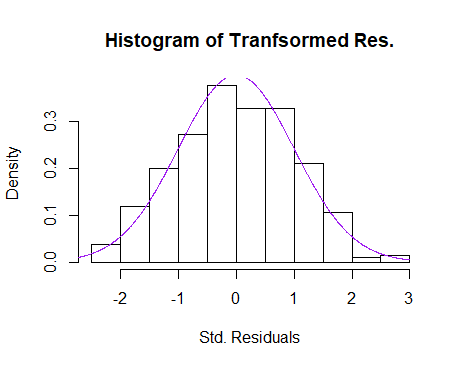 Histogram of Tranfsormed Res.
Density
0.3
0.2
0.1
0.0
-2 -1 0 1 2 3
Std. Residuals